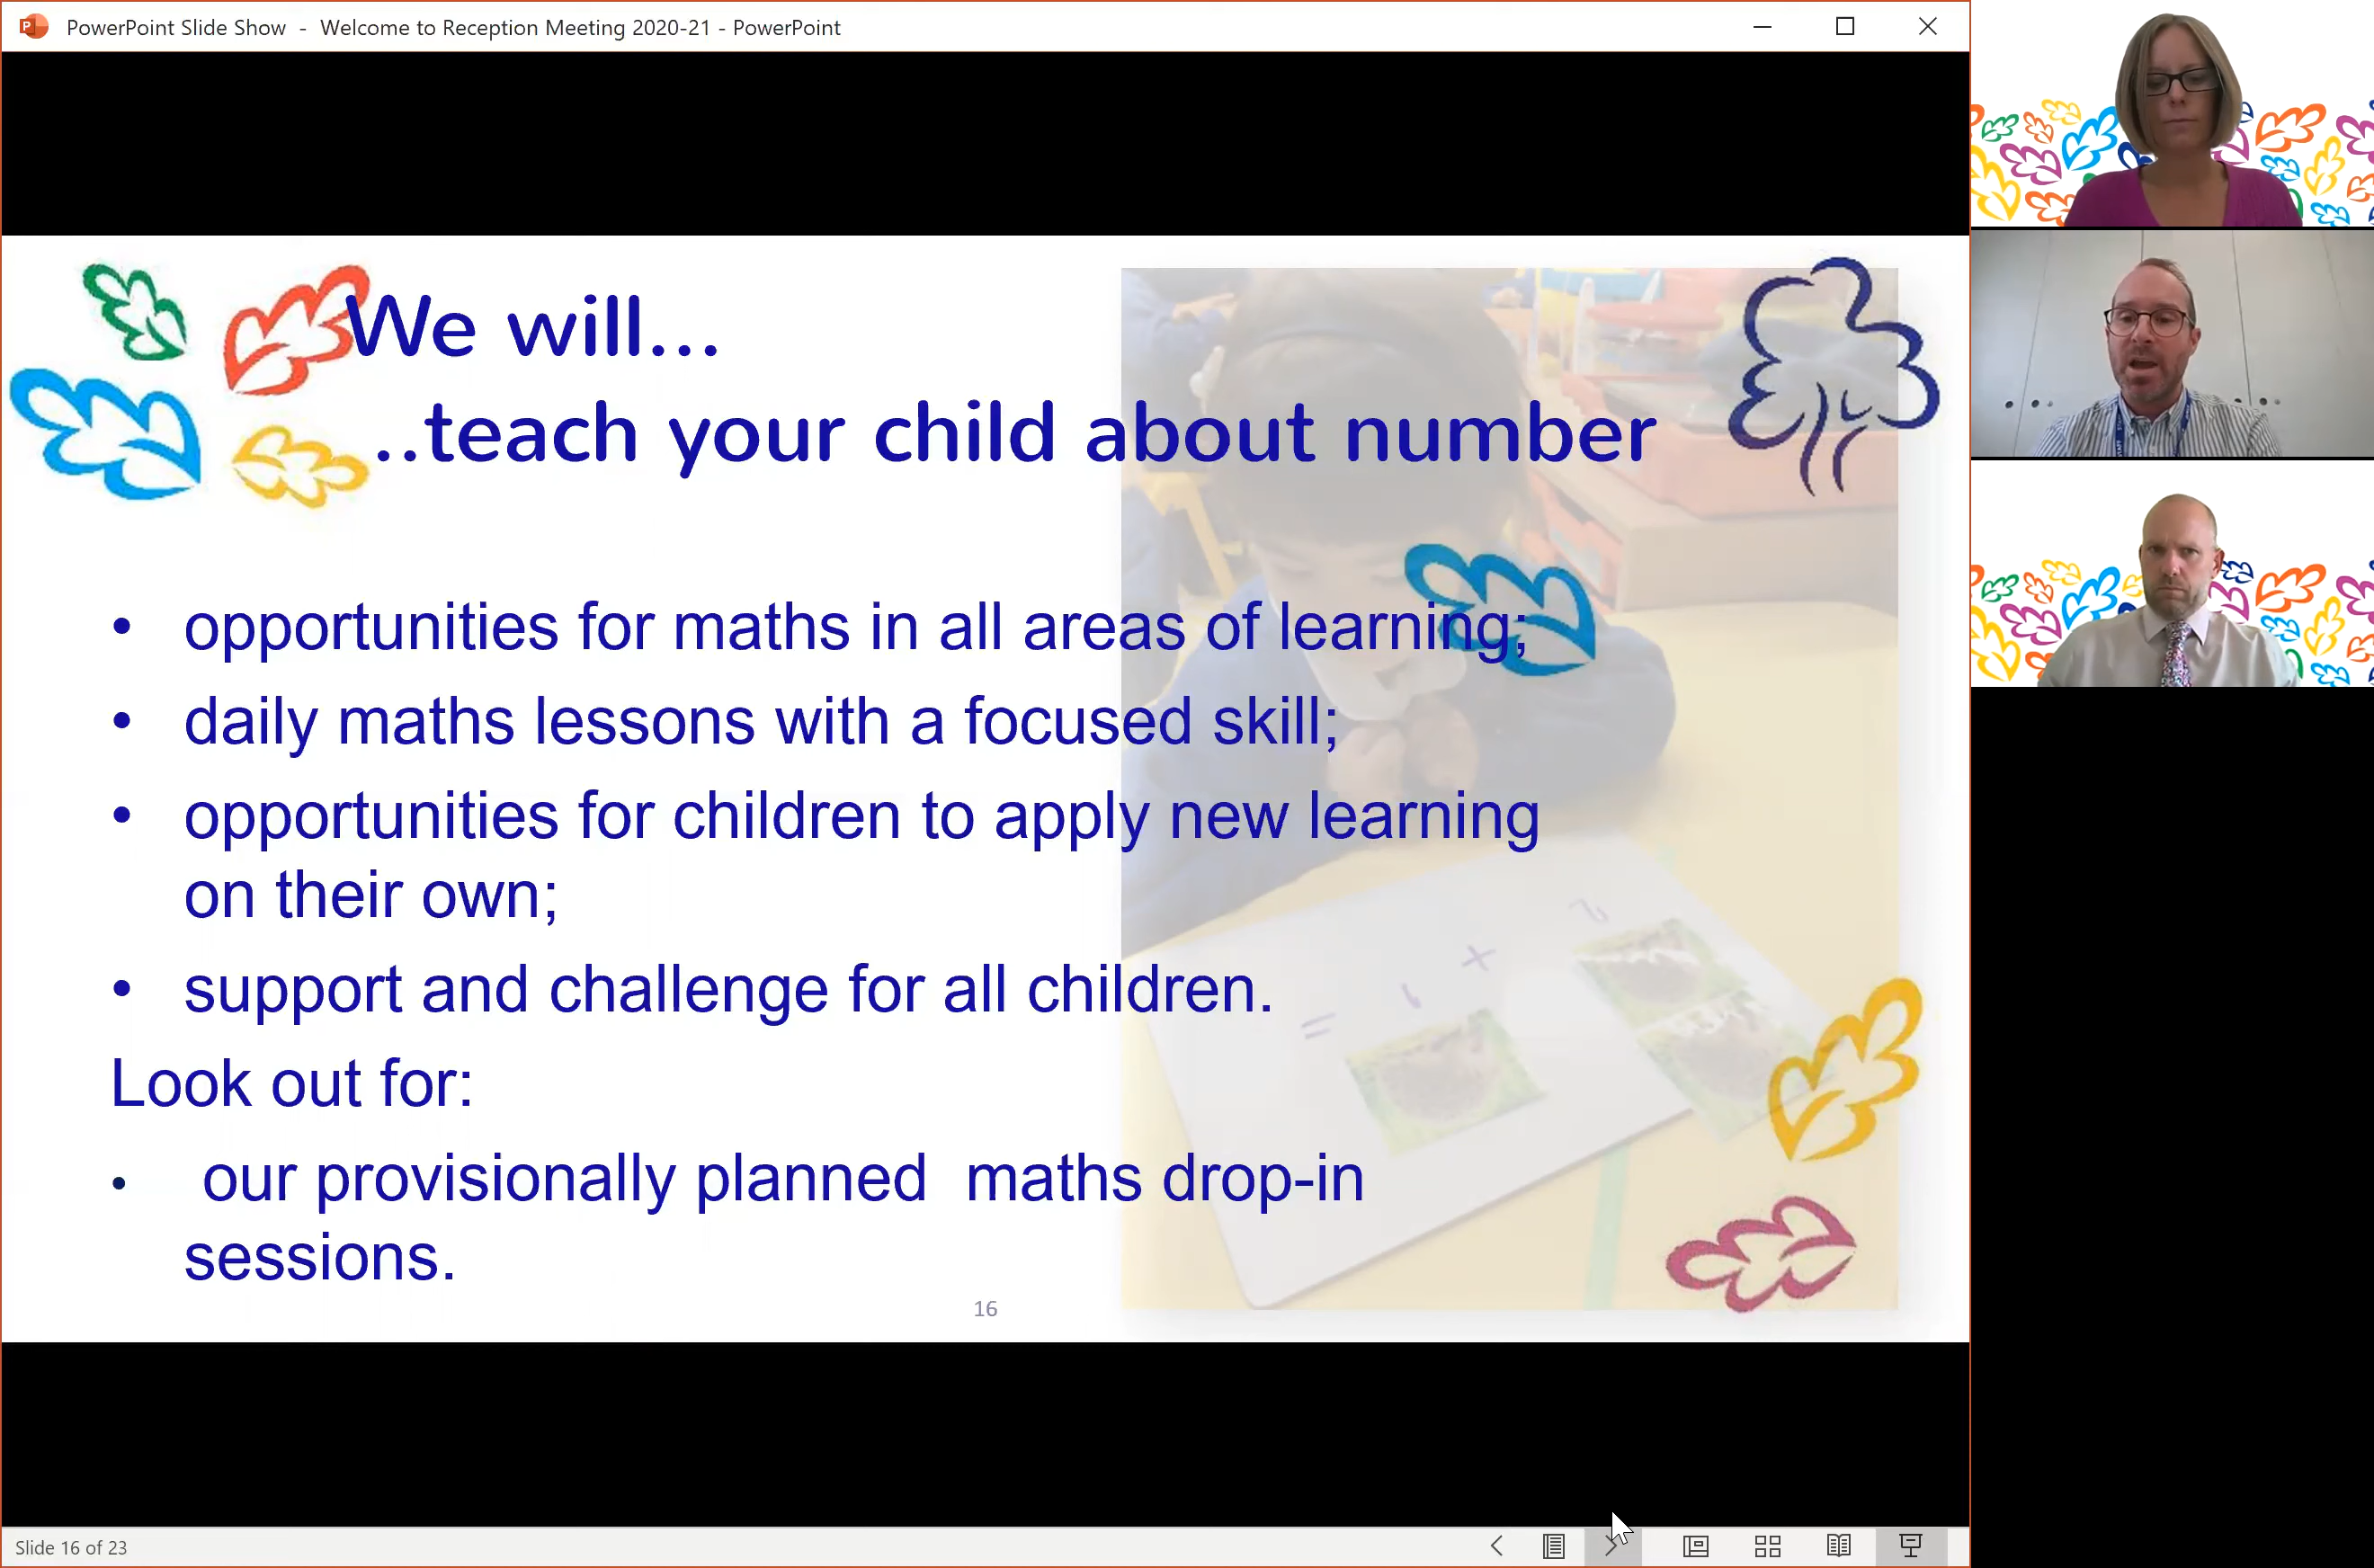 PowerPoint Slide Show - Welcome to Reception Meeting 2020-21 - PowerPoint
We will...
..teach your child about number
• opportunities for maths in all areas of learning;
• daily maths lessons with a focused skill;
• opportunities for children to apply new learning
on their own;
• support and challenge for all children.
Look out for:
• our provisionally planned maths drop-in
sessions.
16
Slide 16 of 23